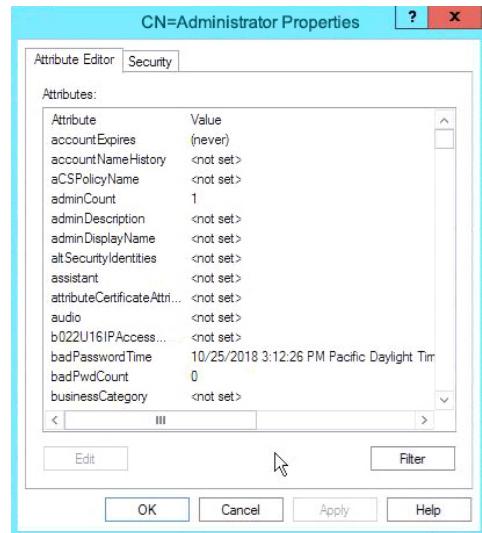 CN=Administrator Properties ? x
Attribute Editor Security
Attributes:
Attribute Value
accountExpires (never)
accountNameHistory <not set>
aCSPolicyName <not set>
adminCount 1
adminDescription <not set>
adminDisplayName <not set>
altSecurityIdentities <not set>
assistant <not set>
attributeCertificateAttri... <not set>
audio <not set>
b022U16IPAccess... <not set>
badPasswordTime 10/25/2018 3:12:26 PM Pacific Daylight Tim
badPwdCount 0
businessCategory <not set>
Edit Filter
OK Cancel Apply Help